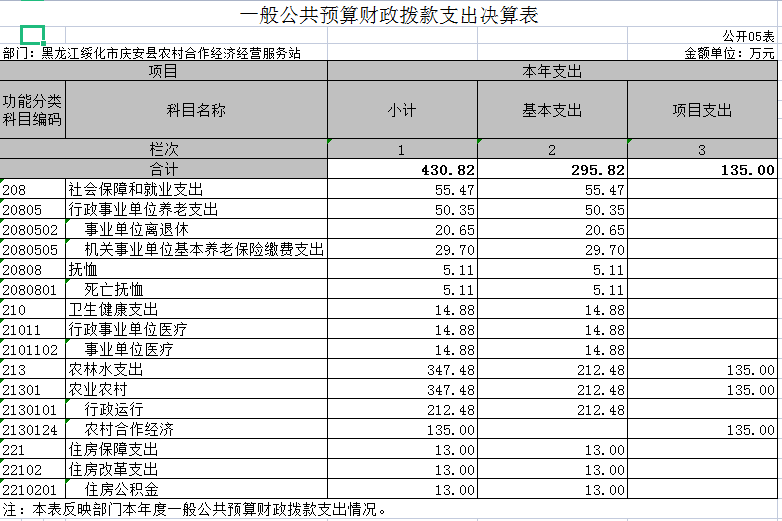 一般公共预算财政拨款支出决算表
公开05表
部门：黑龙江绥化市庆安县农村合作经济经营服务站 金额单位：万元
项目 本年支出
功能分类科目编码 科目名称 小计 基本支出 项目支出
栏次 1 2 3
合计 430.82 295.82 135.00
208 社会保障和就业支出 55.47 55.47
20805 行政事业单位养老支出 50.35 50.35
2080502 事业单位离退休 20.65 20.65
2080505 机关事业单位基本养老保险缴费支出 29.70 29.70
20808 抚恤 5.11 5.11
2080801 死亡抚恤 5.11 5.11
210 卫生健康支出 14.88 14.88
21011 行政事业单位医疗 14.88 14.88
2101102 事业单位医疗 14.88 14.88
213 农林水支出 347.48 212.48 135.00
21301 农业农村 347.48 212.48 135.00
2130101 行政运行 212.48 212.48
2130124 农村合作经济 135.00 135.00
221 住房保障支出 13.00 13.00
22102 住房改革支出 13.00 13.00
2210201 住房公积金 13.00 13.00
注：本表反映部门本年度一般公共预算财政拨款支出情况。